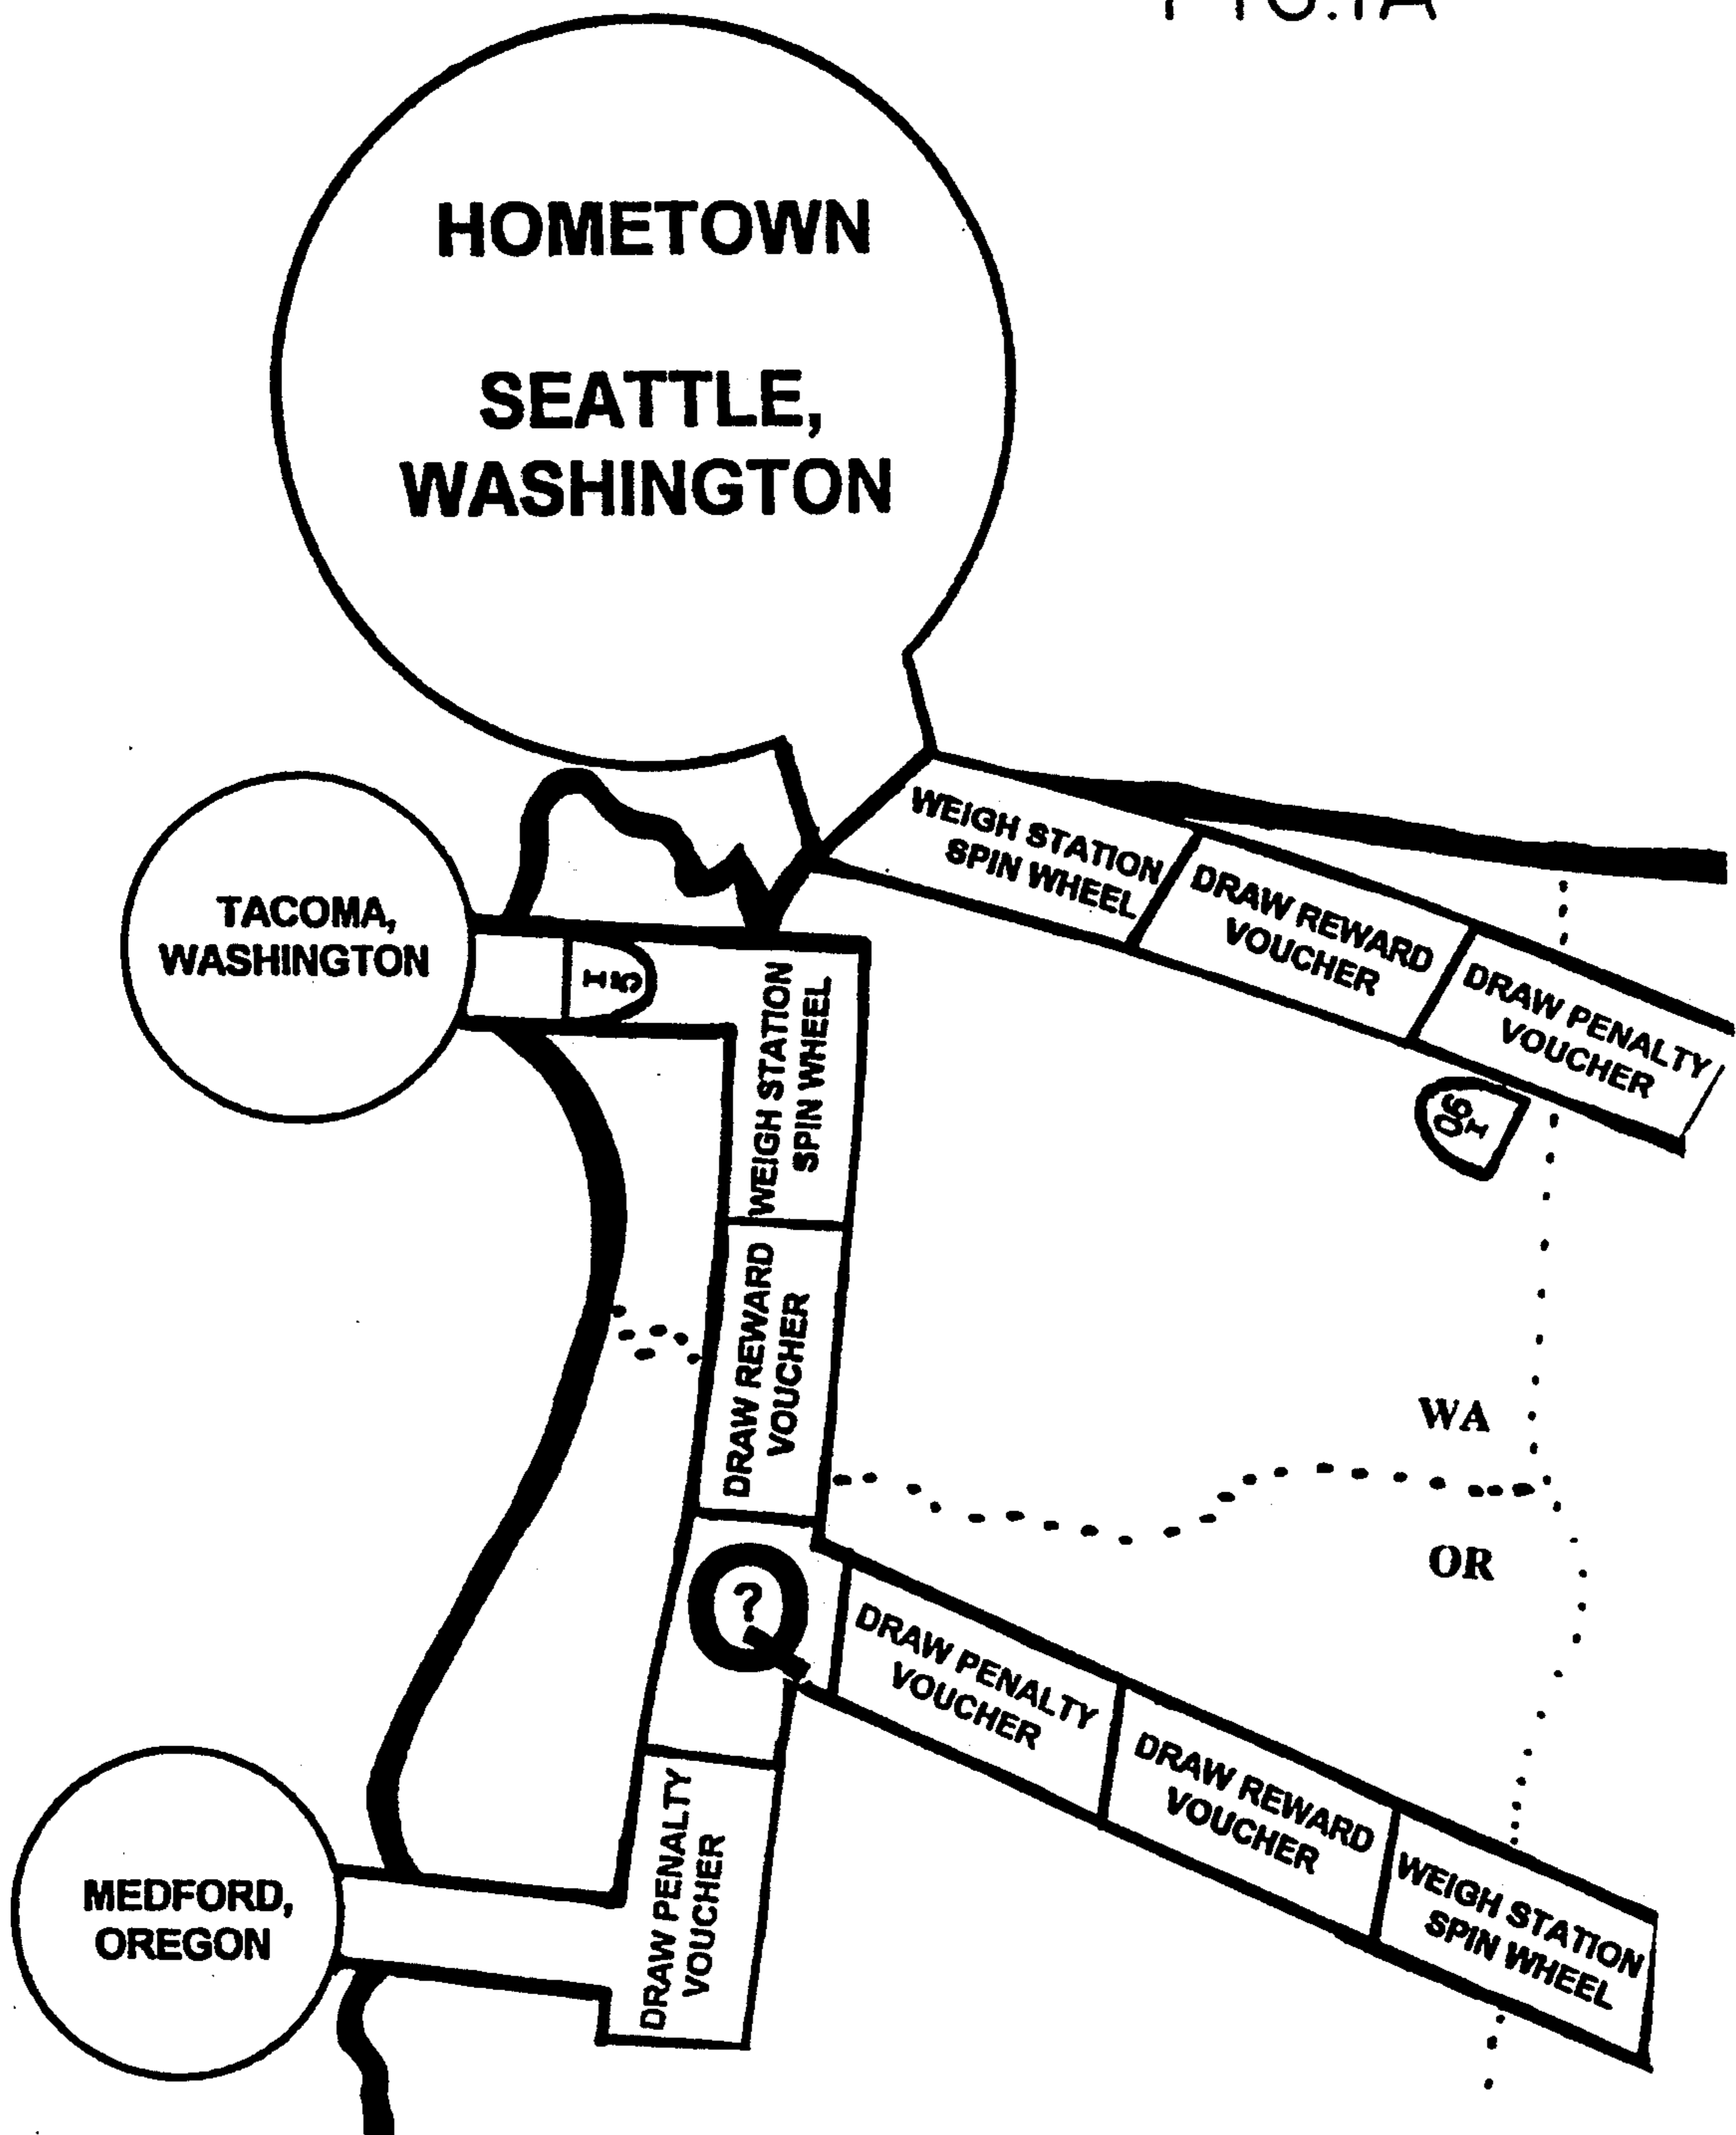 FIG.1A
HOMETOWN
SEATTLE,
WASHINGTON
TACOMA,
WASHINGTON
I
5
WEIGH STATION
SPIN WHEEL
DRAW REWARD
VOUCHER
DRAW PENALTY
VOUCHER
I
90
WEIGH STATION
SPIN WHEEL
DRAW REWARD
VOUCHER
WA
OR
Q
?
DRAW PENALTY
VOUCHER
DRAW REWARD
VOUCHER
WEIGH STATION
SPIN WHEEL
DRAW PENALTY
VOUCHER
MEDFORD,
OREGON